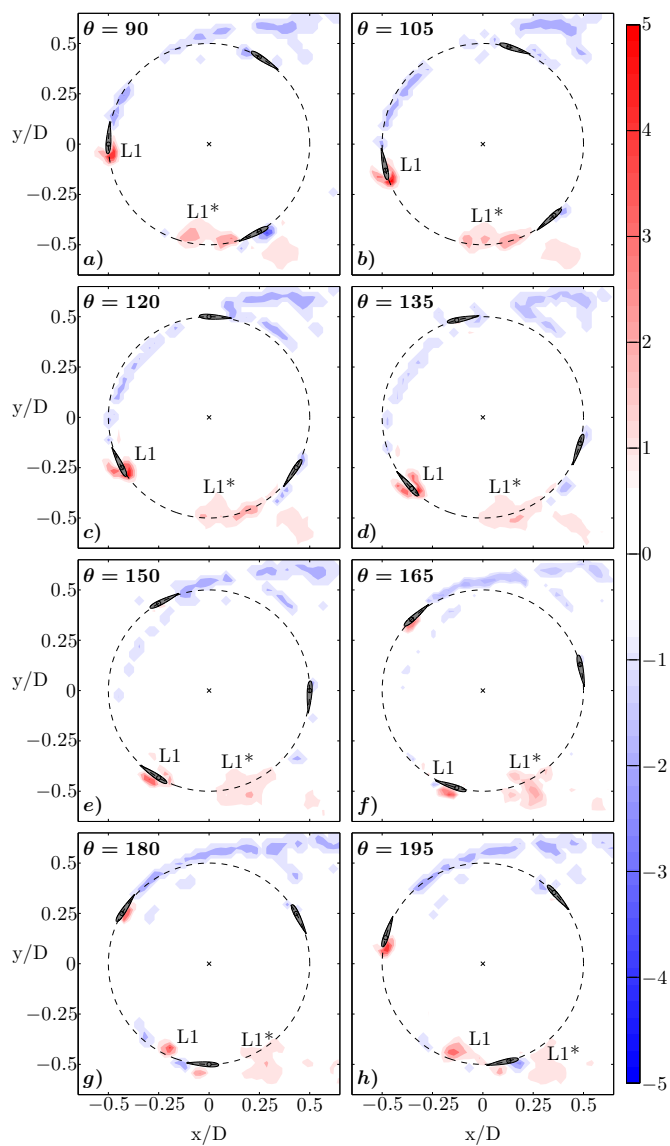 θ = 90
θ = 105
0.5
0.25
y/D
0
−0.25
−0.5
L1
L1*
a)
L1
L1*
b)
θ = 120
θ = 135
0.5
0.25
y/D
0
−0.25
−0.5
L1
L1*
c)
L1
L1*
d)
θ = 150
θ = 165
0.5
0.25
y/D
0
−0.25
−0.5
L1
L1*
e)
L1
L1*
f)
θ = 180
θ = 195
0.5
0.25
y/D
0
−0.25
−0.5
L1
L1*
g)
L1
L1*
h)
−0.5 −0.25 0 0.25 0.5
−0.5 −0.25 0 0.25 0.5
x/D
x/D
5
4
3
2
1
0
−1
−2
−3
−4
−5